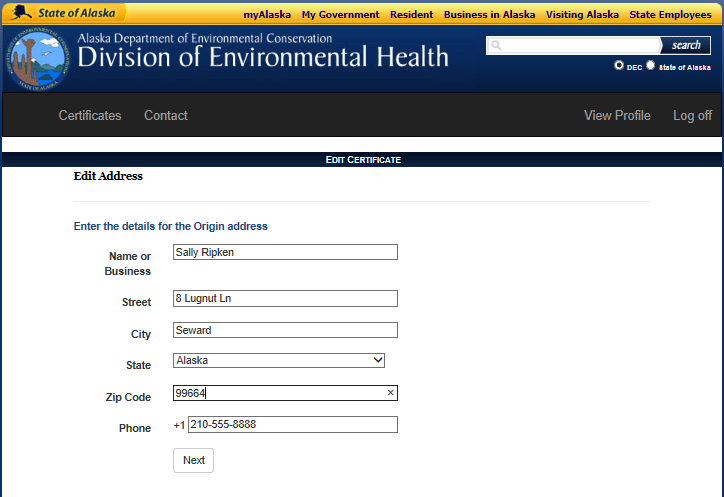 State of Alaska
myAlaska My Government Resident Business in Alaska Visiting Alaska State Employees
Alaska Department of Environmental Conservation
Division of Environmental Health
search
DEC State of Alaska
Certificates Contact View Profile Log off
EDIT CERTIFICATE
Edit Address
Enter the details for the Origin address
Name or
Business
Sally Ripken
Street 8 Lugnut Ln
City Seward
State Alaska
Zip Code 99664 ×
Phone +1 210-555-8888
Next